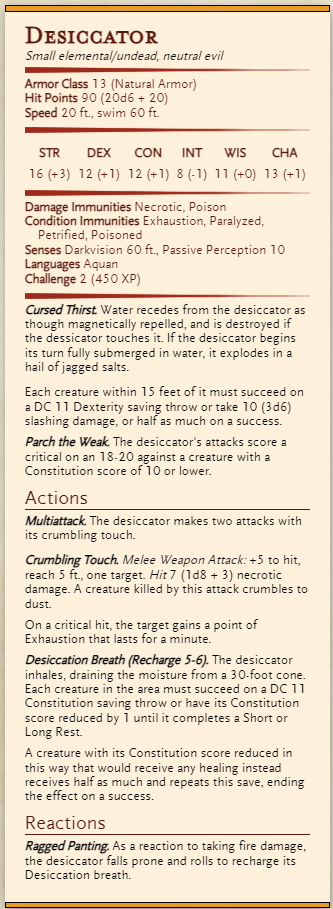 DESICCATOR
Small elemental/undead, neutral evil
Armor Class 13 (Natural Armor)
Hit Points 90 (20d6 + 20)
Speed 20 ft., swim 60 ft.
STR DEX CON INT WIS CHA
16 (+3) 12 (+1) 12 (+1) 8 (-1) 11 (+0) 13 (+1)
Damage Immunities Necrotic, Poison
Condition Immunities Exhaustion, Paralyzed,
Petrified, Poisoned
Senses Darkvision 60 ft., Passive Perception 10
Languages Aquan
Challenge 2 (450 XP)
Cursed Thirst. Water recedes from the desiccator as
though magnetically repelled, and is destroyed if
the dessicator touches it. If the desiccator begins
its turn fully submerged in water, it explodes in a
hail of jagged salts.
Each creature within 15 feet of it must succeed on
a DC 11 Dexterity saving throw or take 10 (3d6)
slashing damage, or half as much on a success.
Parch the Weak. The desiccator's attacks score a
critical on an 18-20 against a creature with a
Constitution score of 10 or lower.
Actions
Multiattack. The desiccator makes two attacks with
its crumbling touch.
Crumbling Touch. Melee Weapon Attack: +5 to hit,
reach 5 ft., one target. Hit 7 (1d8 + 3) necrotic
damage. A creature killed by this attack crumbles to
dust.
On a critical hit, the target gains a point of
Exhaustion that lasts for a minute.
Desiccation Breath (Recharge 5-6). The desiccator
inhales, draining the moisture from a 30-foot cone.
Each creature in the area must succeed on a DC 11
Constitution saving throw or have its Constitution
score reduced by 1 until it completes a Short or
Long Rest.
A creature with its Constitution score reduced in
this way that would receive any healing instead
receives half as much and repeats this save, ending
the effect on a success.
Reactions
Ragged Panting. As a reaction to taking fire damage,
the desiccator falls prone and rolls to recharge its
Desiccation breath.